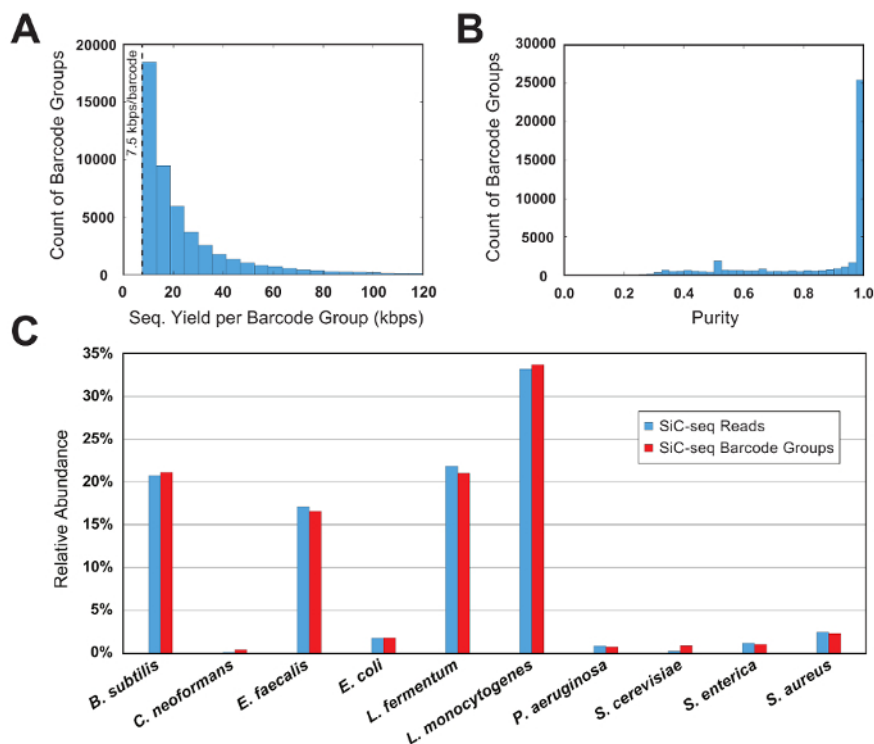 A
20000
15000
10000
5000
0
Count of Barcode Groups
7.5 kbps/barcode
0 20 40 60 80 100 120
Seq. Yield per Barcode Group (kbps)
B
30000
25000
20000
15000
10000
5000
0
Count of Barcode Groups
0.0 0.2 0.4 0.6 0.8 1.0
Purity
C
35%
30%
25%
20%
15%
10%
5%
0%
Relative Abundance
SiC-seq Reads
SiC-seq Barcode Groups
B. subtilis
C. neoformans
E. faecalis
E. coli
L. fermentum
L. monocytogenes
P. aeruginosa
S. cerevisiae
S. enterica
S. aureus